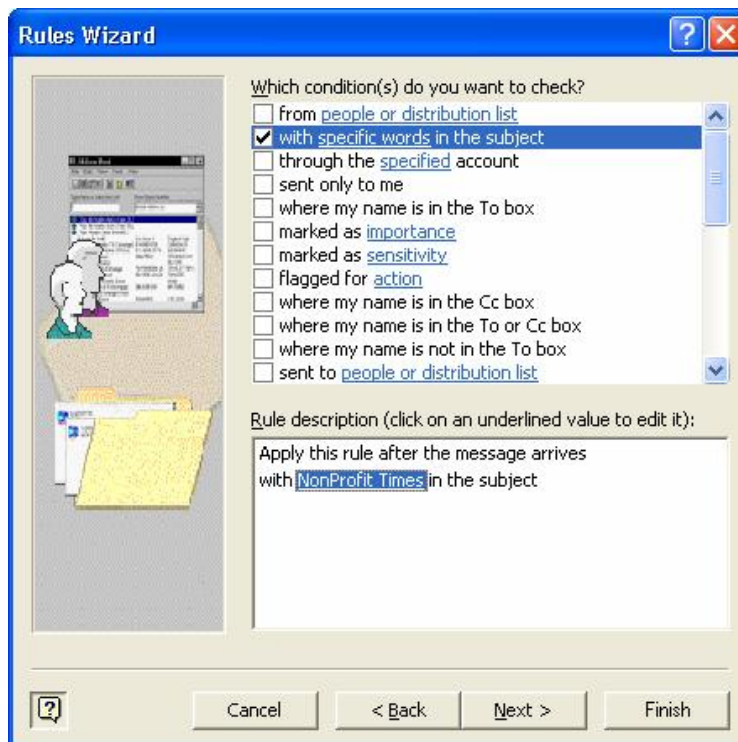 Rules Wizard
Which condition(s) do you want to check?
from people or distribution list
with specific words in the subject
through the specified account
sent only to me
where my name is in the To box
marked as importance
marked as sensitivity
flagged for action
where my name is in the Cc box
where my name is in the To or Cc box
where my name is not in the To box
sent to people or distribution list
Rule description (click on an underlined value to edit it):
Apply this rule after the message arrives
with NonProfit Times in the subject
Cancel
< Back
Next >
Finish